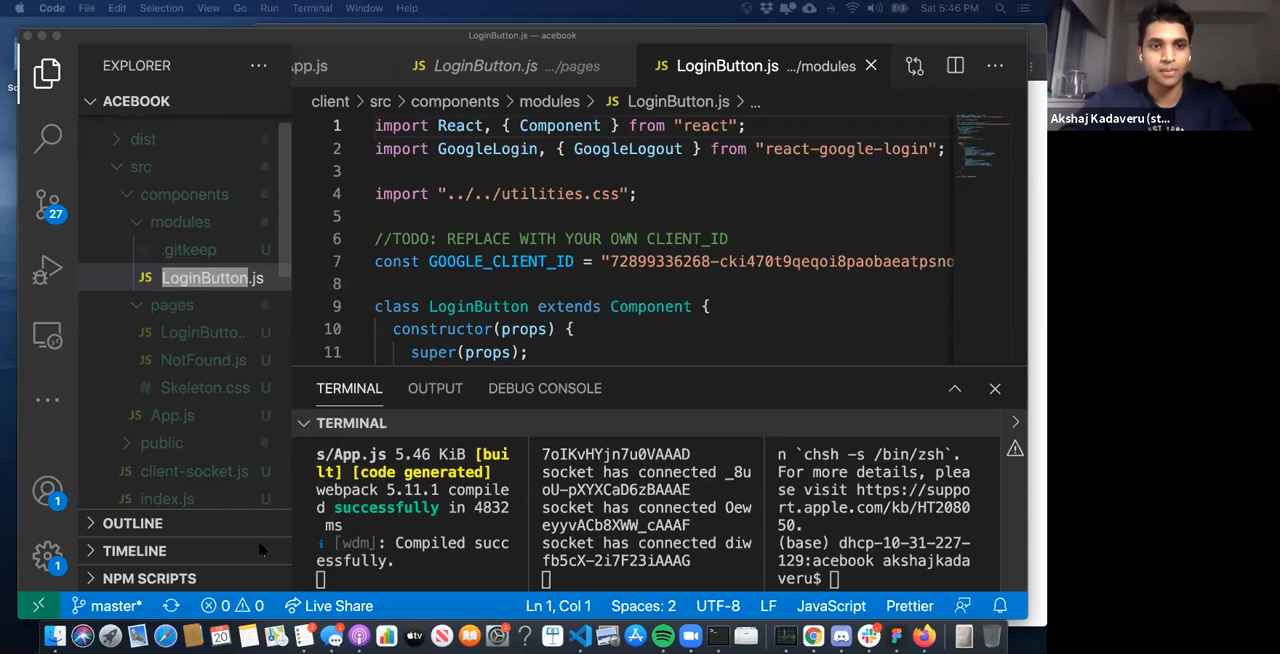 Code File Edit Selection View Go Run Terminal Window Help
Sat 5:46 PM
LoginButton.js — acebook
EXPLORER
App.js
LoginButton.js .../pages
LoginButton.js .../modules
ACEBOOK
dist
src
components
modules
.gitkeep U
LoginButton.js
pages
LoginButto... U
NotFound.js U
Skeleton.css U
App.js U
public
client-socket.js U
index.js U
OUTLINE
TIMELINE
NPM SCRIPTS
27
1
1
client > src > components > modules > JS LoginButton.js > ...
1 import React, { Component } from "react";
2 import GoogleLogin, { GoogleLogout } from "react-google-login";
3
4 import "../../utilities.css";
5
6 //TODO: REPLACE WITH YOUR OWN CLIENT_ID
7 const GOOGLE_CLIENT_ID = "72899336268-cki470t9qeqoi8paobaeatpsno
8
9 class LoginButton extends Component {
10 constructor(props) {
11 super(props);
TERMINAL OUTPUT DEBUG CONSOLE
TERMINAL
s/App.js 5.46 KiB [bui
lt] [code generated]
webpack 5.11.1 compile
d successfully in 4832
ms
i [wdm]: Compiled succ
essfully.
7oIKvHYjn7u0VAAAD
socket has connected _8u
oU-pXYXCaD6zBAAAE
socket has connected Oew
eyyvACb8XWW_cAAAF
socket has connected diw
fb5cX-2i7F23iAAAG
n `chsh -s /bin/zsh`.
For more details, plea
se visit https://suppo
rt.apple.com/kb/HT2080
50.
(base) dhcp-10-31-227-
129:acebook akshajkada
veru$
master* 0 0 Live Share Ln 1, Col 1 Spaces: 2 UTF-8 LF JavaScript Prettier
Akshaj Kadaveru (st...
20
tv